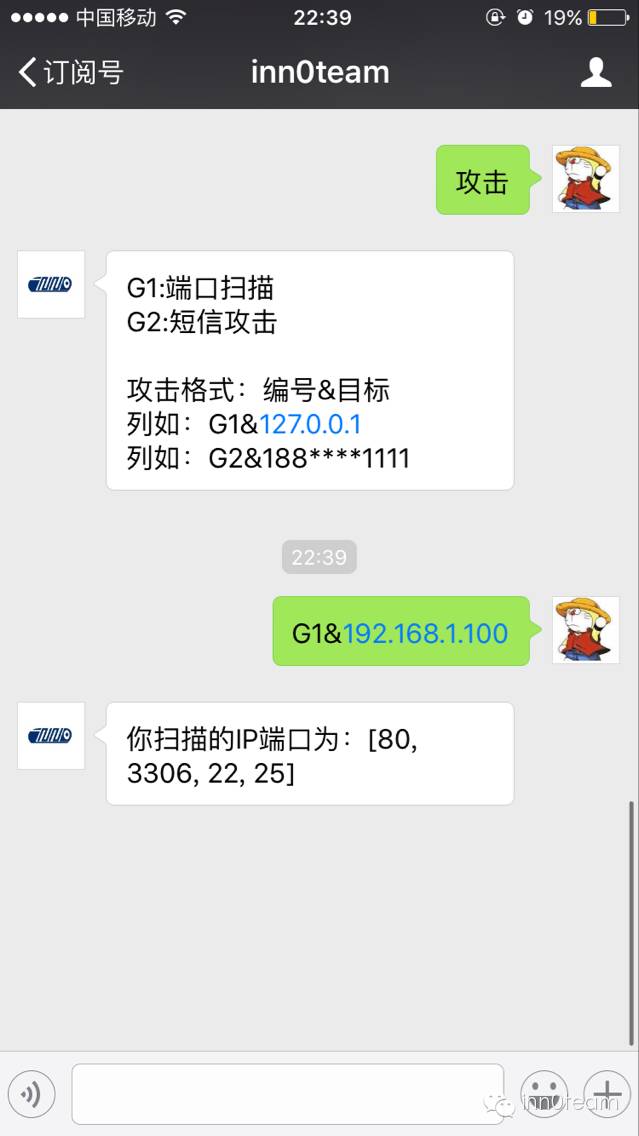 中国移动 22:39 19%
订阅号 inn0team
攻击
G1:端口扫描
G2:短信攻击
攻击格式：编号&目标
列如：G1&127.0.0.1
列如：G2&188****1111
22:39
G1&192.168.1.100
你扫描的IP端口为：[80,
3306, 22, 25]
inn0team